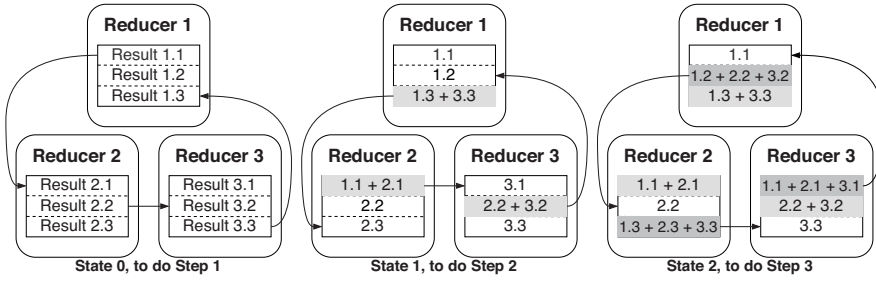 Reducer 1
Result 1.1
Result 1.2
Result 1.3
Reducer 2
Result 2.1
Result 2.2
Result 2.3
Reducer 3
Result 3.1
Result 3.2
Result 3.3
State 0, to do Step 1
Reducer 1
1.1
1.2
1.3 + 3.3
Reducer 2
1.1 + 2.1
2.2
2.3
Reducer 3
3.1
2.2 + 3.2
3.3
State 1, to do Step 2
Reducer 1
1.1
1.2 + 2.2 + 3.2
1.3 + 3.3
Reducer 2
1.1 + 2.1
2.2
1.3 + 2.3 + 3.3
Reducer 3
1.1 + 2.1 + 3.1
2.2 + 3.2
3.3
State 2, to do Step 3